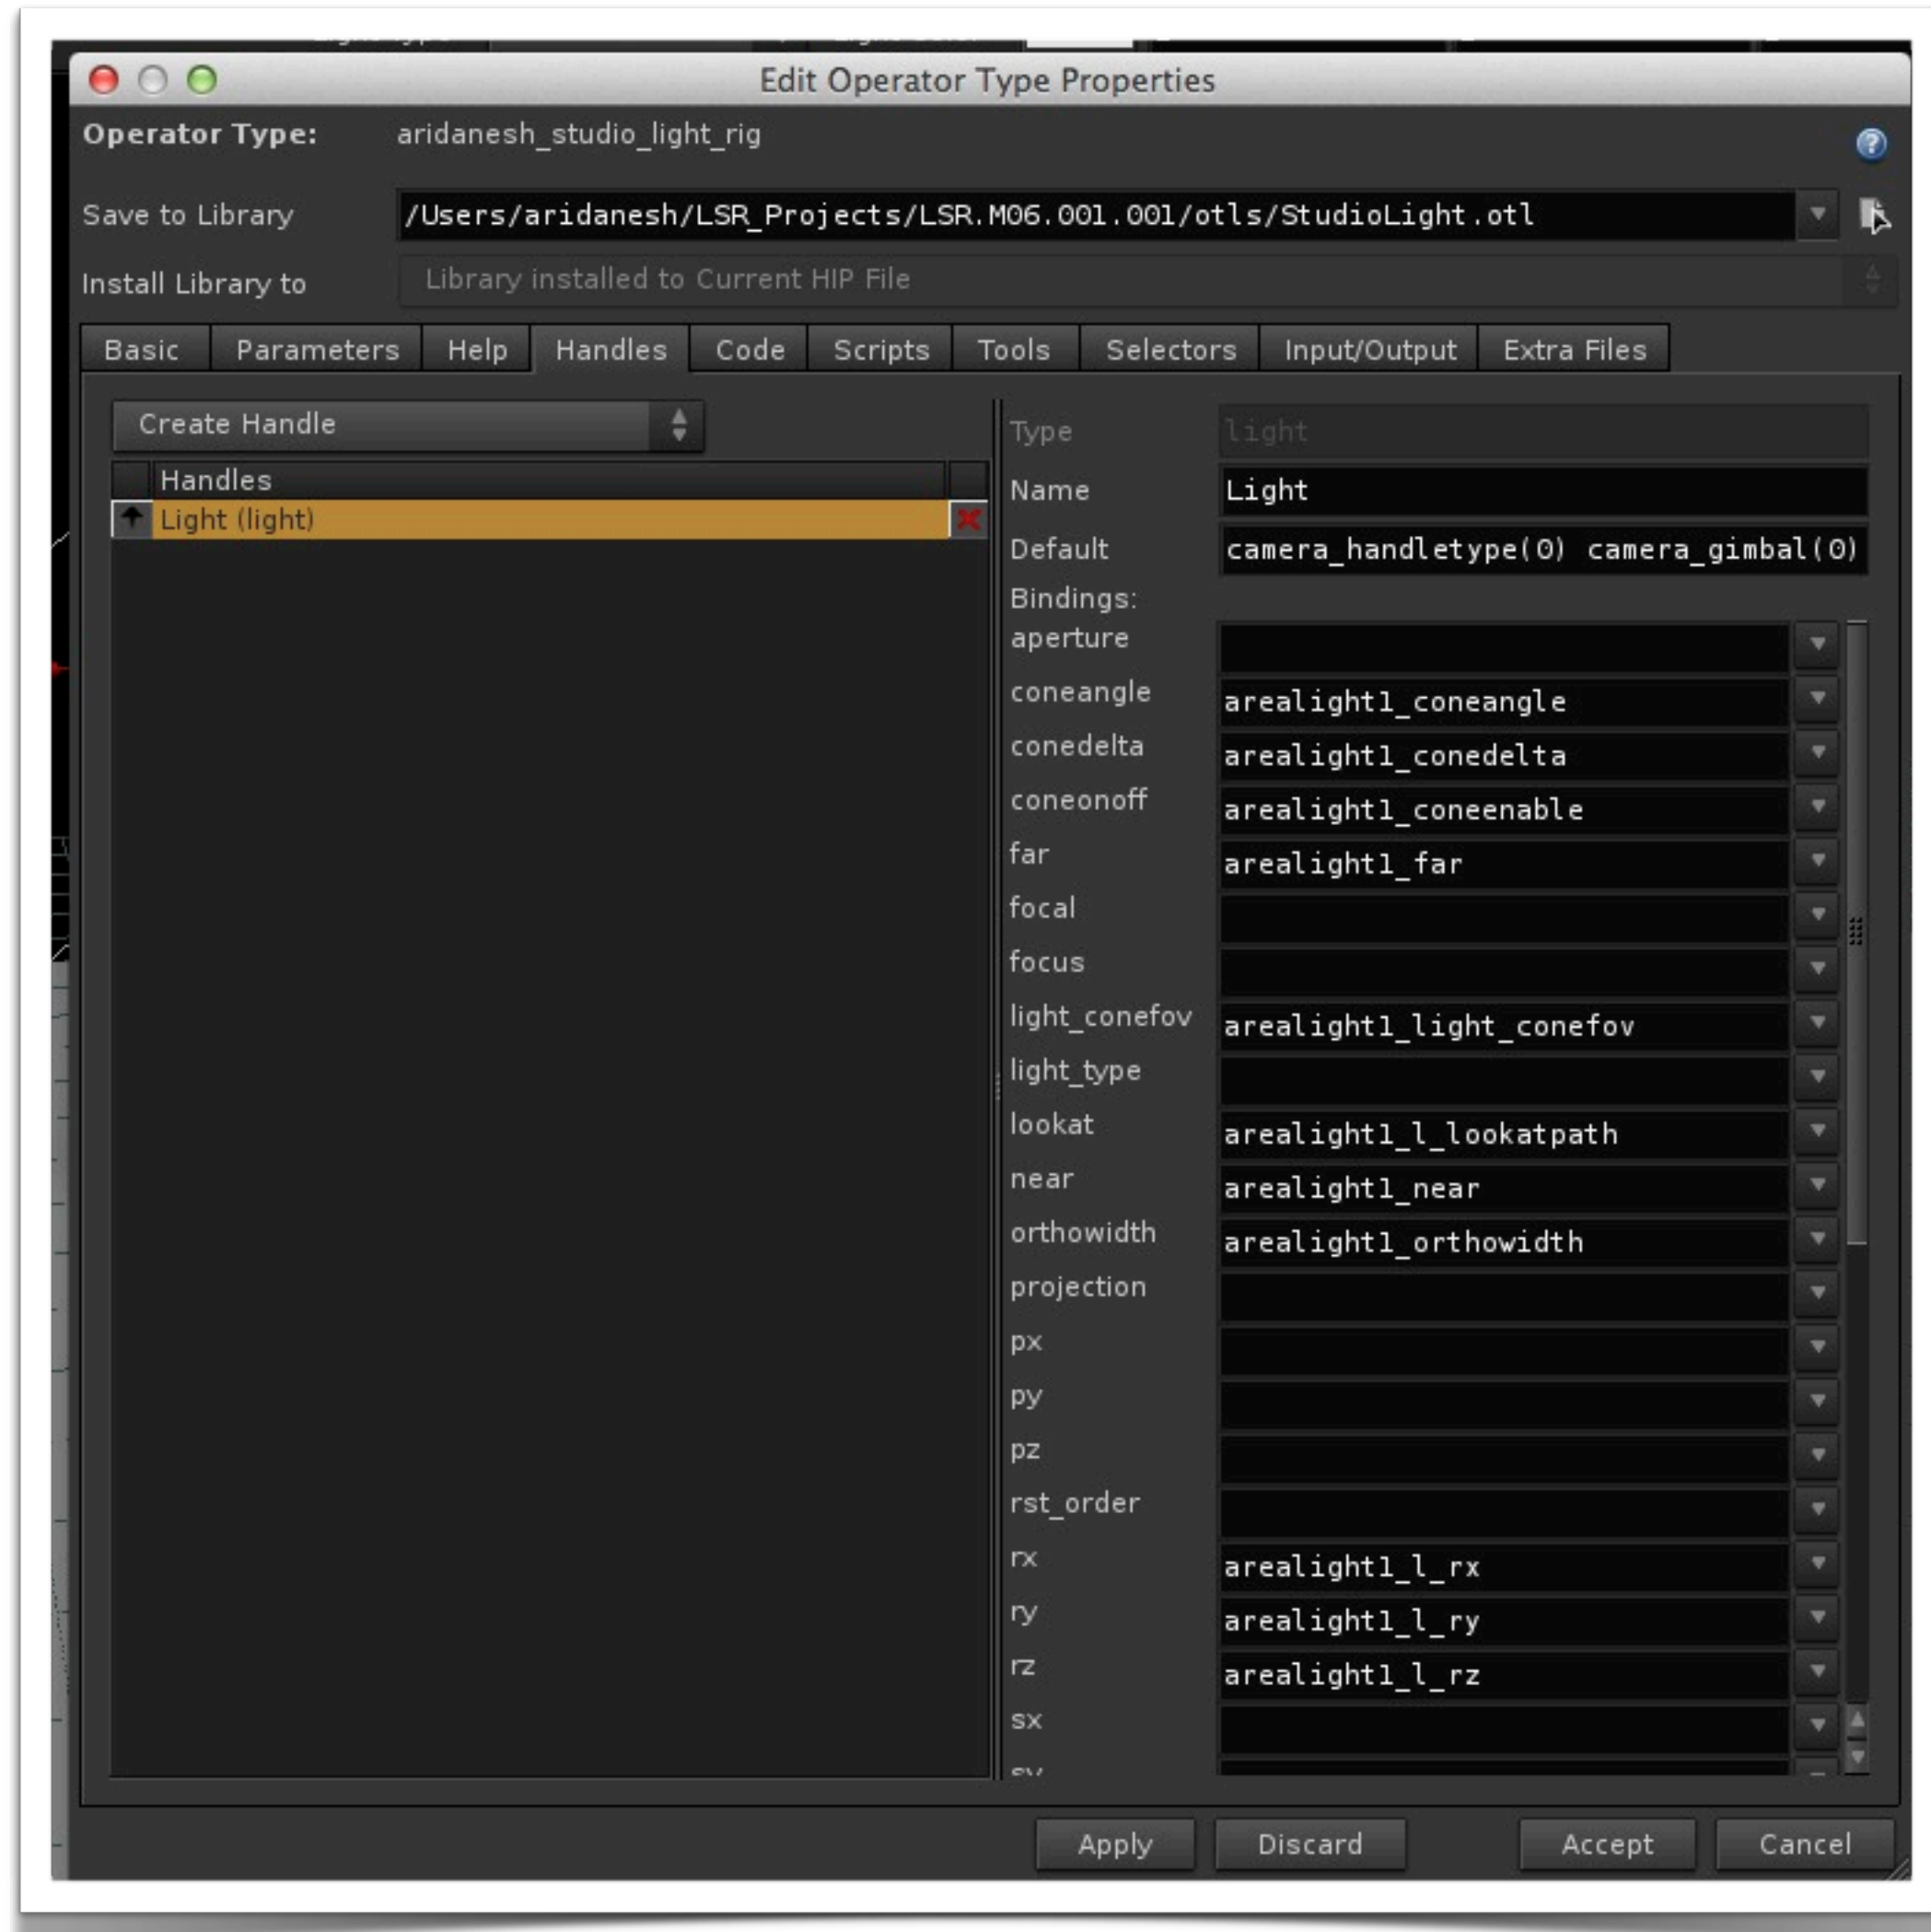 Edit Operator Type Properties
Operator Type: aridanesh_studio_light_rig
Save to Library /Users/aridanesh/LSR_Projects/LSR.M06.001.001/otls/StudioLight.otl
Install Library to Library installed to Current HIP File
Basic Parameters Help Handles Code Scripts Tools Selectors Input/Output Extra Files
Create Handle
Handles
Light (light)
Type light
Name Light
Default camera_handletype(0) camera_gimbal(0)
Bindings:
aperture
coneangle arealight1_coneangle
conedelta arealight1_conedelta
coneonoff arealight1_coneenable
far arealight1_far
focal
focus
light_conefov arealight1_light_conefov
light_type
lookat arealight1_l_lookatpath
near arealight1_near
orthowidth arealight1_orthowidth
projection
px
py
pz
rst_order
rx arealight1_l_rx
ry arealight1_l_ry
rz arealight1_l_rz
sx
Apply Discard Accept Cancel